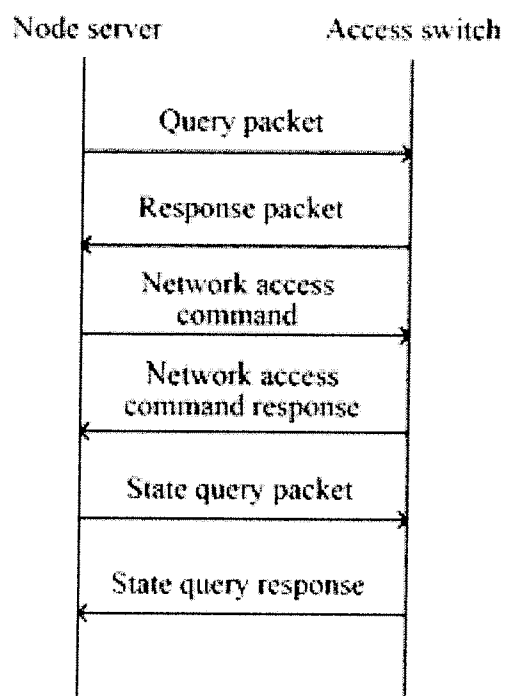 Node server
Access switch
Query packet
Response packet
Network access
command
Network access
command response
State query packet
State query response